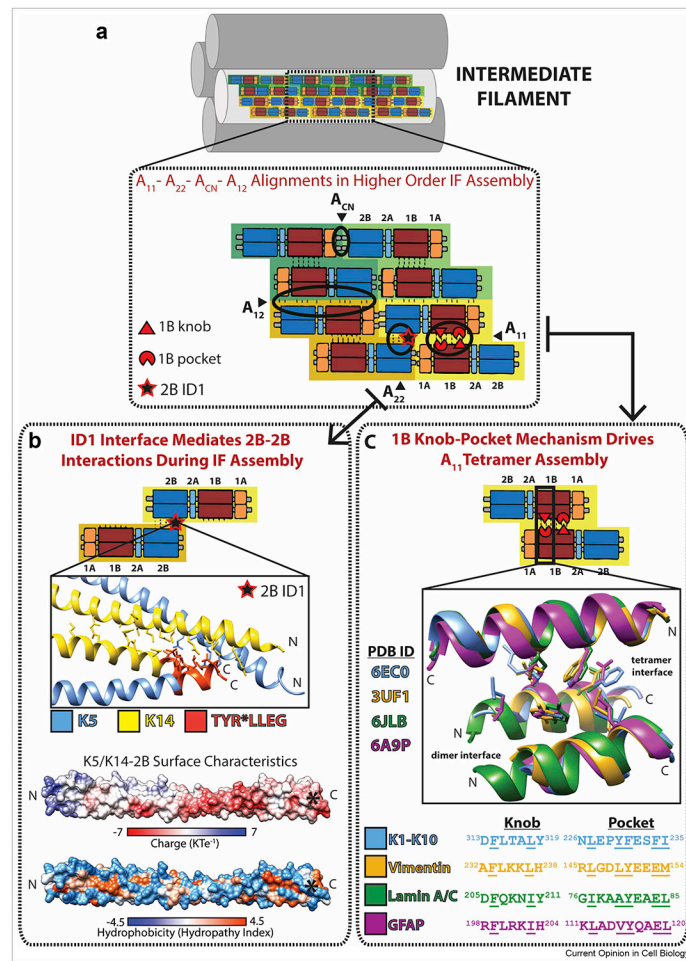 a
INTERMEDIATE
FILAMENT
A11- A22- ACN- A12 Alignments in Higher Order IF Assembly
ACN
2B 2A 1B 1A
A12
1B knob
1B pocket
2B ID1
A11
1A 1B 2A 2B
A22
b
ID1 Interface Mediates 2B-2B
Interactions During IF Assembly
2B 2A 1B 1A
1A 1B 2A 2B
2B ID1
N
C
C
N
K5 K14 TYR*LLEG
K5/K14-2B Surface Characteristics
N * C
-7 7
Charge (KTe-1)
N * C
-4.5 4.5
Hydrophobicity (Hydropathy Index)
C
1B Knob-Pocket Mechanism Drives
A11Tetramer Assembly
2B 2A 1B 1A
1A 1B 2A 2B
PDB ID
6EC0
3UF1
6JLB
6A9P
N
C
tetramer
interface
N
C
dimer interface
N
C
Knob Pocket
K1-K10 313DFLTALY319 226NLEPYFESFI235
Vimentin 232AFLKKLH238 145RLGDLYEEEM154
Lamin A/C 205DFQKNIY211 76GIKAAYEAEL85
GFAP 198RFLRKIH204 111KLADVYQAEL120
Current Opinion in Cell Biology